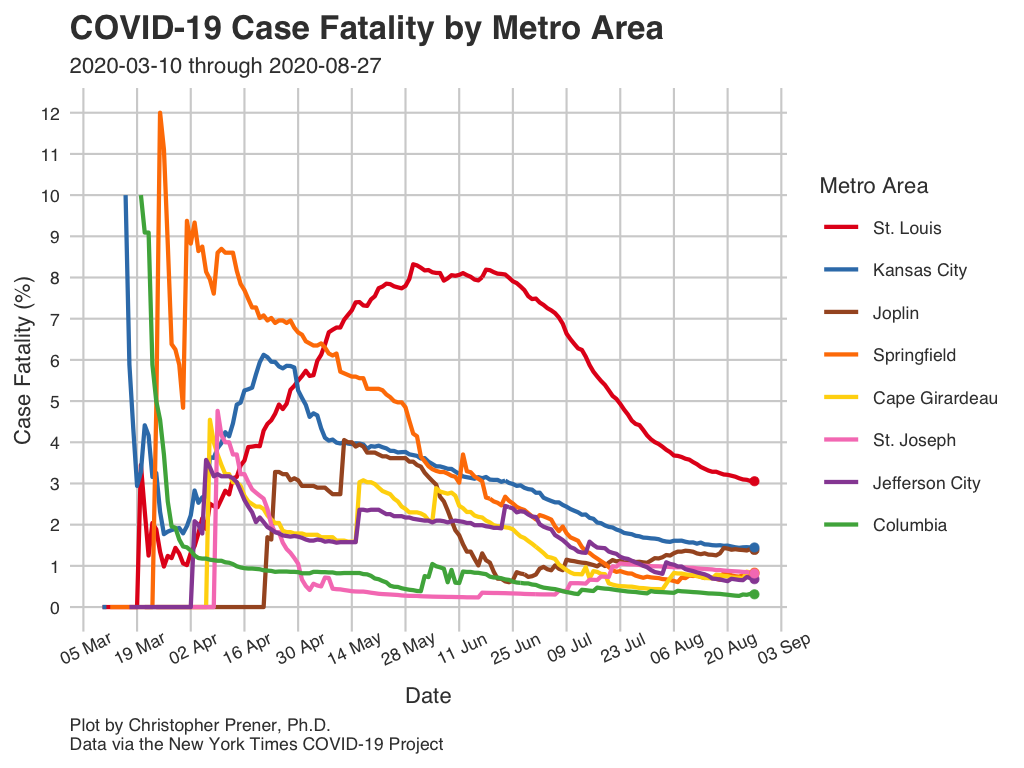 COVID-19 Case Fatality by Metro Area
2020-03-10 through 2020-08-27
Case Fatality (%)
12
11
10
9
8
7
6
5
4
3
2
1
0
05 Mar
19 Mar
02 Apr
16 Apr
30 Apr
14 May
28 May
11 Jun
25 Jun
09 Jul
23 Jul
06 Aug
20 Aug
03 Sep
Date
Metro Area
St. Louis
Kansas City
Joplin
Springfield
Cape Girardeau
St. Joseph
Jefferson City
Columbia
Plot by Christopher Prener, Ph.D.
Data via the New York Times COVID-19 Project